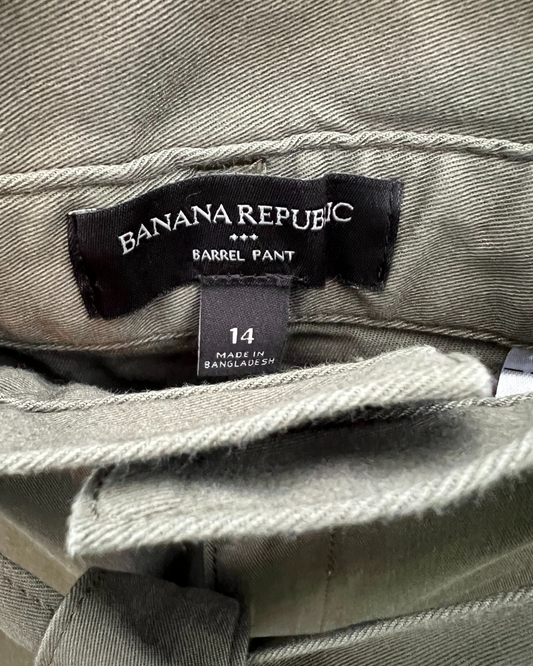 BANANA REPUBLIC
BARREL PANT
14
MADE IN
BANGLADESH